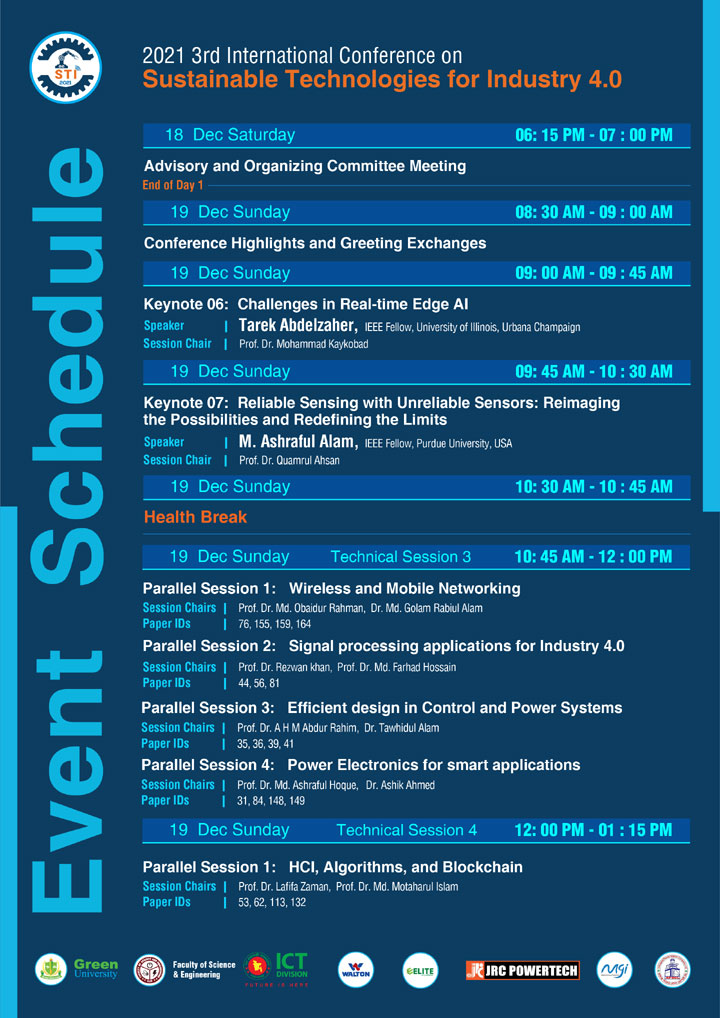 STI
2021
2021 3rd International Conference on
Sustainable Technologies for Industry 4.0
Event Schedule
18 Dec Saturday 06: 15 PM - 07 : 00 PM
Advisory and Organizing Committee Meeting
End of Day 1
19 Dec Sunday 08: 30 AM - 09 : 00 AM
Conference Highlights and Greeting Exchanges
19 Dec Sunday 09: 00 AM - 09 : 45 AM
Keynote 06: Challenges in Real-time Edge AI
Speaker | Tarek Abdelzaher, IEEE Fellow, University of Illinois, Urbana Champaign
Session Chair | Prof. Dr. Mohammad Kaykobad
19 Dec Sunday 09: 45 AM - 10 : 30 AM
Keynote 07: Reliable Sensing with Unreliable Sensors: Reimaging
the Possibilities and Redefining the Limits
Speaker | M. Ashraful Alam, IEEE Fellow, Purdue University, USA
Session Chair | Prof. Dr. Quamrul Ahsan
19 Dec Sunday 10: 30 AM - 10 : 45 AM
Health Break
19 Dec Sunday Technical Session 3 10: 45 AM - 12 : 00 PM
Parallel Session 1: Wireless and Mobile Networking
Session Chairs | Prof. Dr. Md. Obaidur Rahman, Dr. Md. Golam Rabiul Alam
Paper IDs | 76, 155, 159, 164
Parallel Session 2: Signal processing applications for Industry 4.0
Session Chairs | Prof. Dr. Rezwan khan, Prof. Dr. Md. Farhad Hossain
Paper IDs | 44, 56, 81
Parallel Session 3: Efficient design in Control and Power Systems
Session Chairs | Prof. Dr. A H M Abdur Rahim, Dr. Tawhidul Alam
Paper IDs | 35, 36, 39, 41
Parallel Session 4: Power Electronics for smart applications
Session Chairs | Prof. Dr. Md. Ashraful Hoque, Dr. Ashik Ahmed
Paper IDs | 31, 84, 148, 149
19 Dec Sunday Technical Session 4 12: 00 PM - 01 : 15 PM
Parallel Session 1: HCI, Algorithms, and Blockchain
Session Chairs | Prof. Dr. Lafifa Zaman, Prof. Dr. Md. Motaharul Islam
Paper IDs | 53, 62, 113, 132
Green
University
Faculty of Science
& Engineering
ICT
DIVISION
FUTURE IS HERE
WALTON
ELITE
JRC POWERTECH
mgi